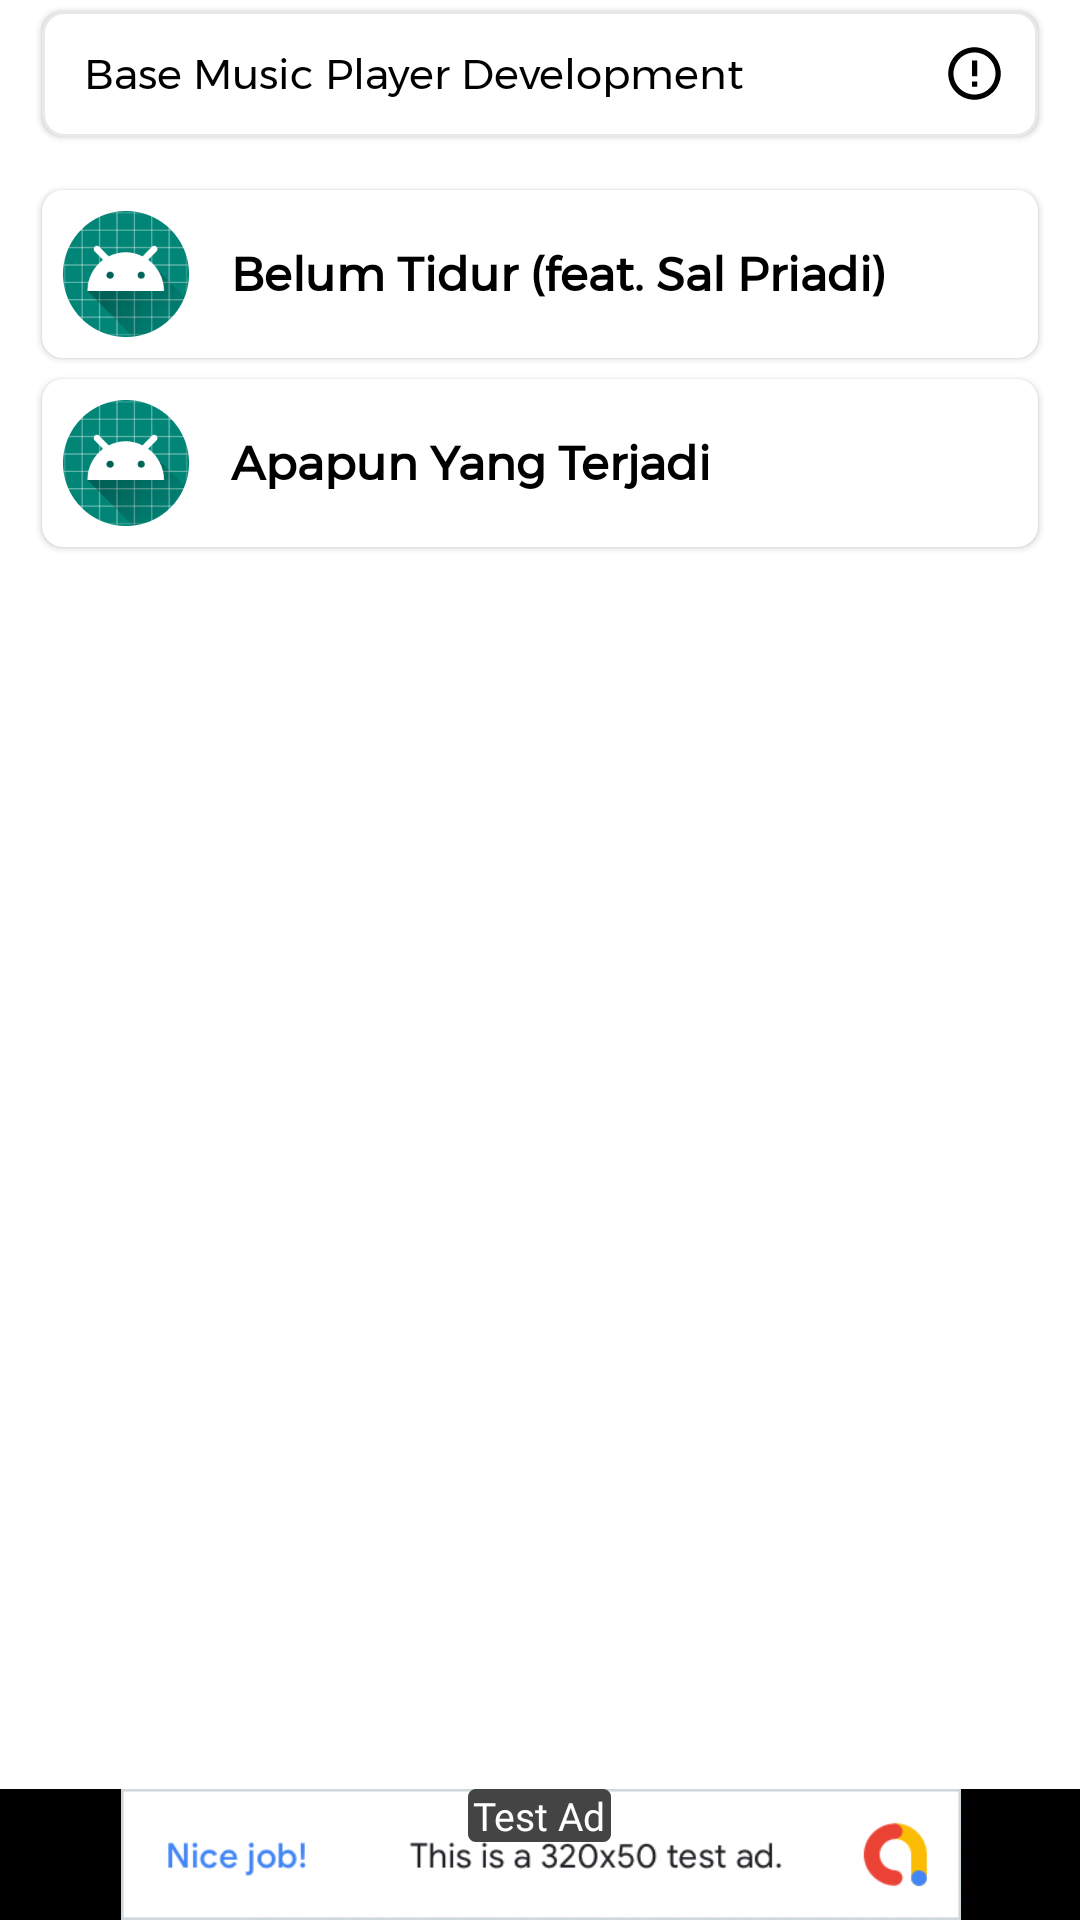 Base Music Player Development
Belum Tidur (feat. Sal Priadi)
Apapun Yang Terjadi
Test Ad
Nice job! This is a 320x50 test ad.